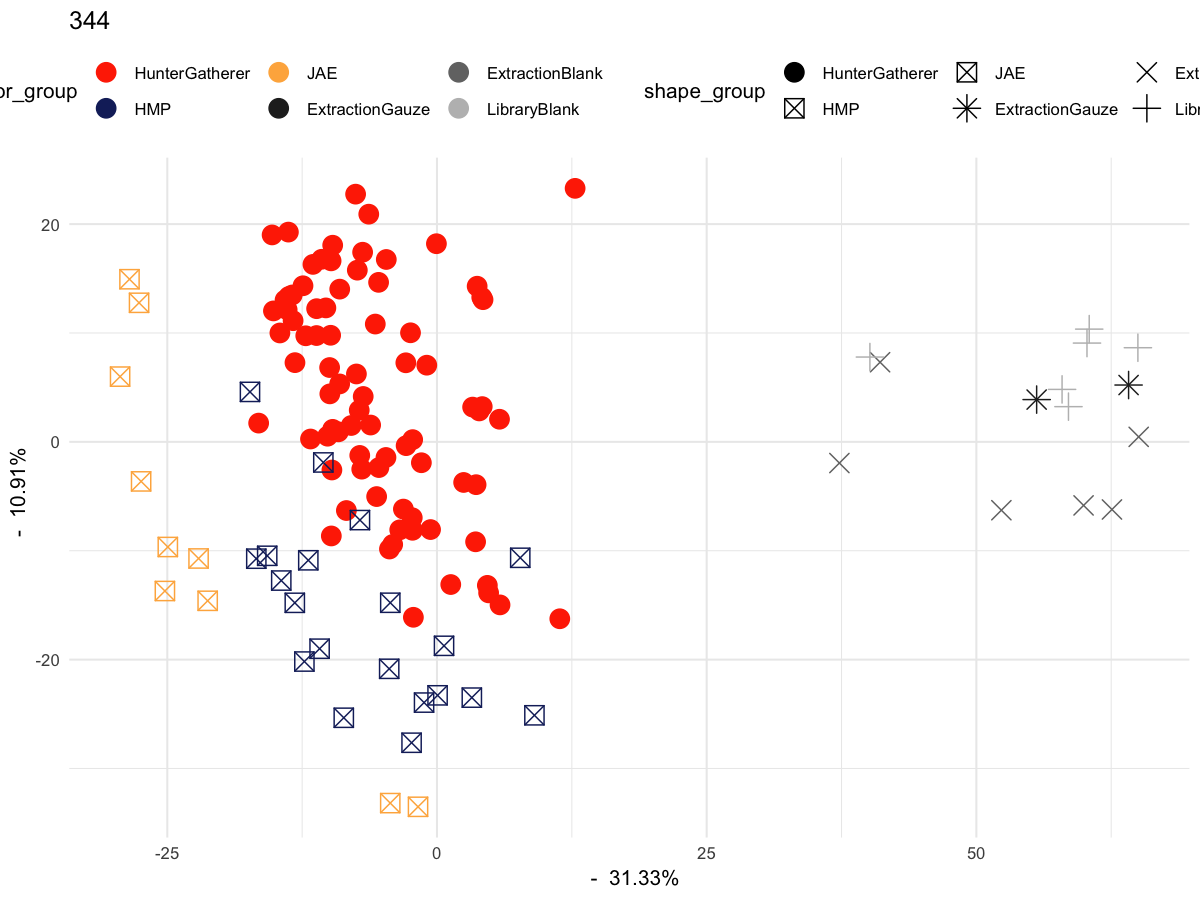 344
or_group HunterGatherer JAE ExtractionBlank shape_group HunterGatherer JAE Ext
HMP ExtractionGauze LibraryBlank HMP ExtractionGauze Libr
20
0
-20
- 10.91%
-25 0 25 50
- 31.33%